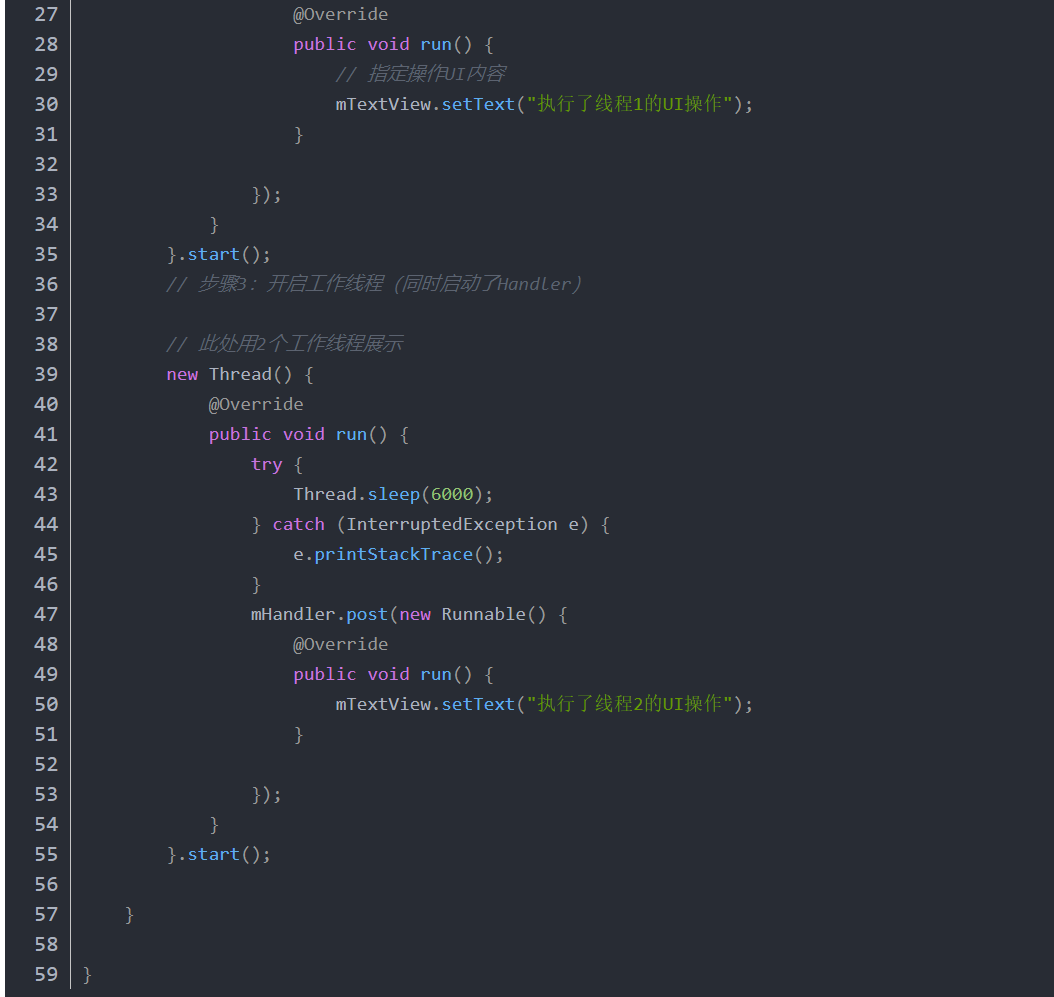 27                     @Override
28                     public void run() {
29                         // 指定操作UI内容
30                         mTextView.setText("执行了线程1的UI操作");
31                     }
32
33                 });
34             }
35         }.start();
36         // 步骤3：开启工作线程（同时启动了Handler）
37
38         // 此处用2个工作线程展示
39         new Thread() {
40             @Override
41             public void run() {
42                 try {
43                     Thread.sleep(6000);
44                 } catch (InterruptedException e) {
45                     e.printStackTrace();
46                 }
47                 mHandler.post(new Runnable() {
48                     @Override
49                     public void run() {
50                         mTextView.setText("执行了线程2的UI操作");
51                     }
52
53                 });
54             }
55         }.start();
56
57     }
58
59 }